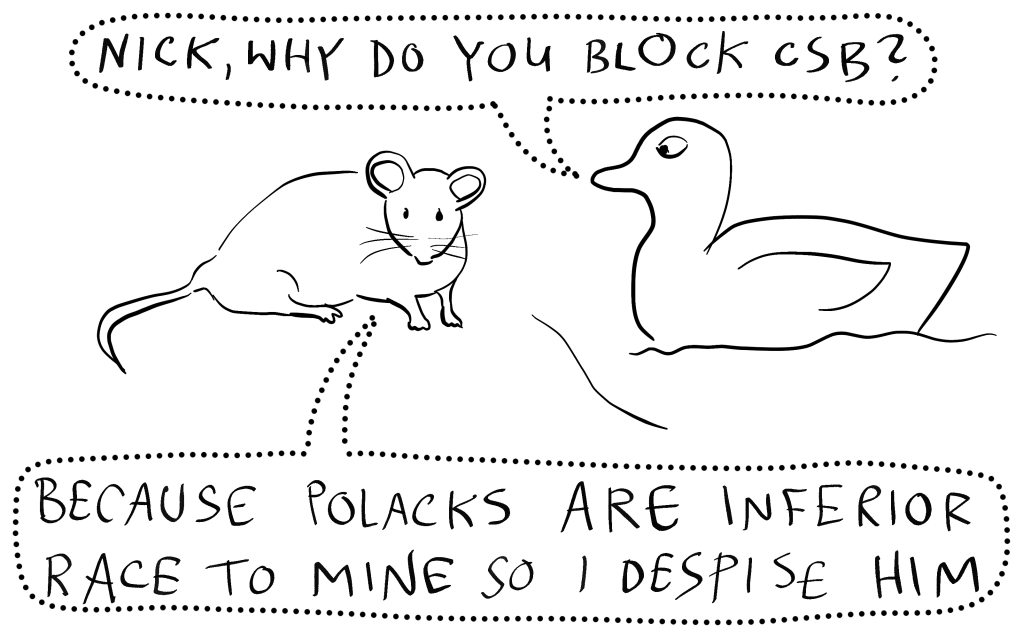 NICK, WHY DO YOU BLOCK CSB?
BECAUSE POLACKS ARE INFERIOR
RACE TO MINE SO I DESPISE HIM